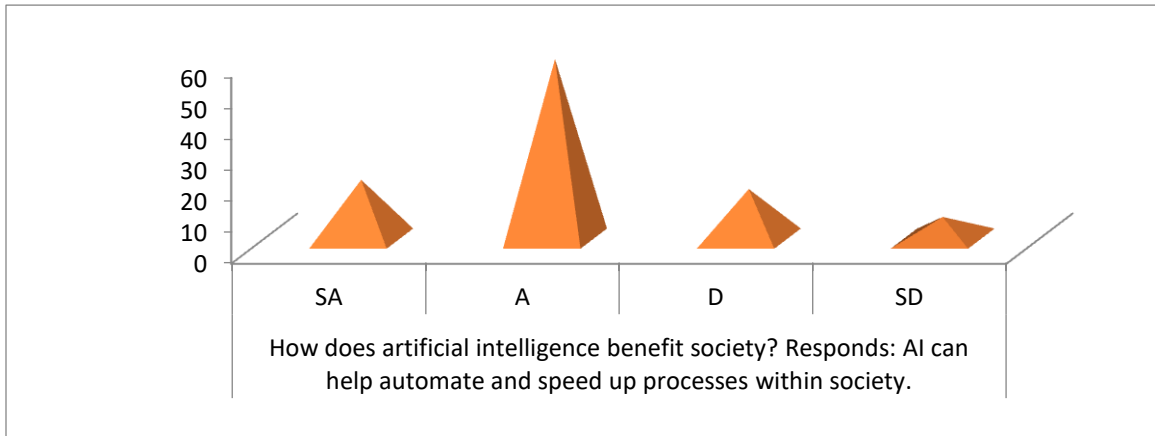 60
50
40
30
20
10
0
SA A D SD
How does artificial intelligence benefit society? Responds: AI can
help automate and speed up processes within society.